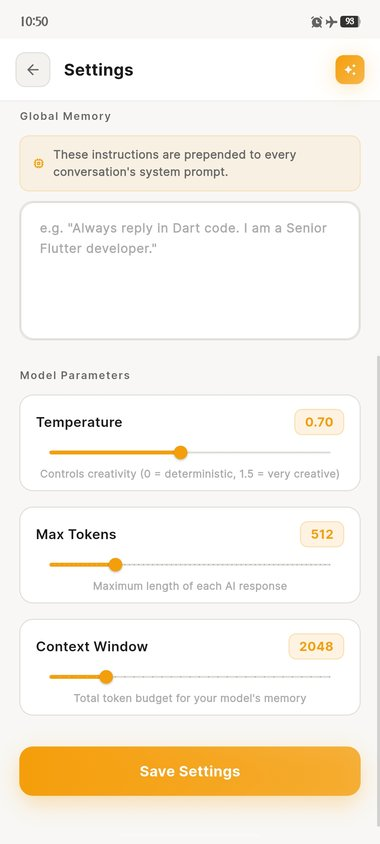 10:50
93
Settings
Global Memory
These instructions are prepended to every
conversation's system prompt.
e.g. "Always reply in Dart code. I am a Senior
Flutter developer."
Model Parameters
Temperature
0.70
Controls creativity (0 = deterministic, 1.5 = very creative)
Max Tokens
512
Maximum length of each AI response
Context Window
2048
Total token budget for your model's memory
Save Settings